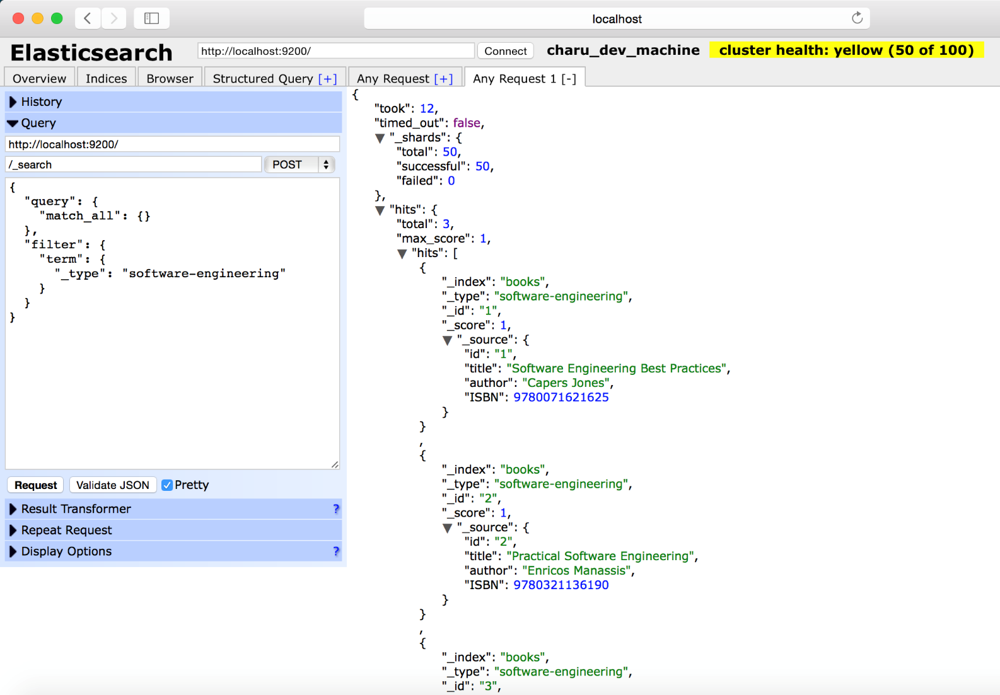 localhost
Elasticsearch
http://localhost:9200/
Connect
charu_dev_machine
cluster health: yellow (50 of 100)
Overview
Indices
Browser
Structured Query [+]
Any Request [+]
Any Request 1 [-]
History
Query
http://localhost:9200/
/_search
POST
{
"query": {
"match_all": {}
},
"filter": {
"term": {
"_type": "software-engineering"
}
}
}
Request
Validate JSON
Pretty
Result Transformer ?
Repeat Request
Display Options ?
{
"took": 12,
"timed_out": false,
"_shards": {
"total": 50,
"successful": 50,
"failed": 0
},
"hits": {
"total": 3,
"max_score": 1,
"hits": [
{
"_index": "books",
"_type": "software-engineering",
"_id": "1",
"_score": 1,
"_source": {
"id": "1",
"title": "Software Engineering Best Practices",
"author": "Capers Jones",
"ISBN": 9780071621625
}
}
,
{
"_index": "books",
"_type": "software-engineering",
"_id": "2",
"_score": 1,
"_source": {
"id": "2",
"title": "Practical Software Engineering",
"author": "Enricos Manassis",
"ISBN": 9780321136190
}
}
,
{
"_index": "books",
"_type": "software-engineering",
"_id": "3",